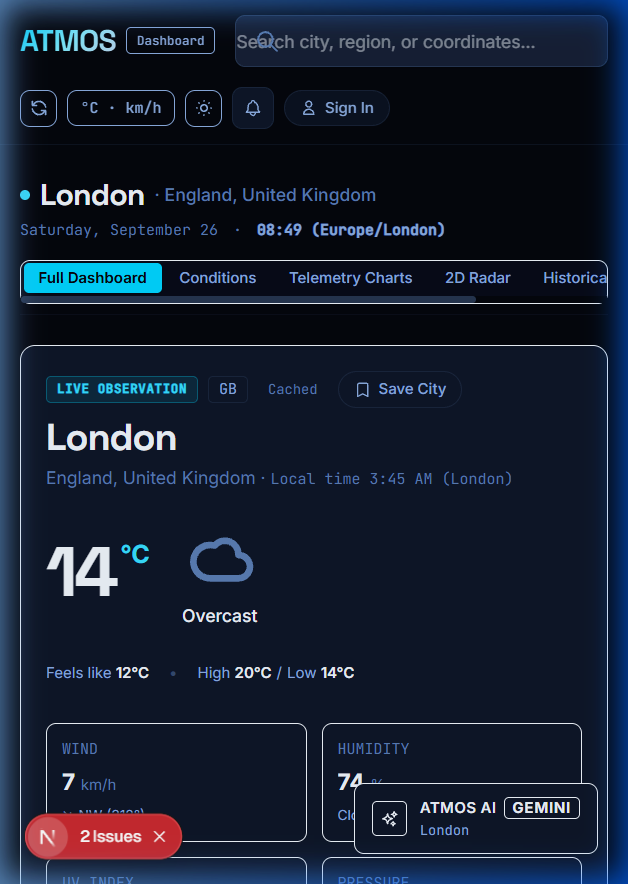 ATMOS Dashboard Search city, region, or coordinates...
°C · km/h Sign In
London · England, United Kingdom
Saturday, September 26 · 08:49 (Europe/London)
Full Dashboard Conditions Telemetry Charts 2D Radar Historica
LIVE OBSERVATION GB Cached Save City
London
England, United Kingdom · Local time 3:45 AM (London)
14 °C
Overcast
Feels like 12°C • High 20°C / Low 14°C
WIND HUMIDITY
7 km/h 74 %
ATMOS AI GEMINI
London
N 2 Issues
UV INDEX PRESSURE